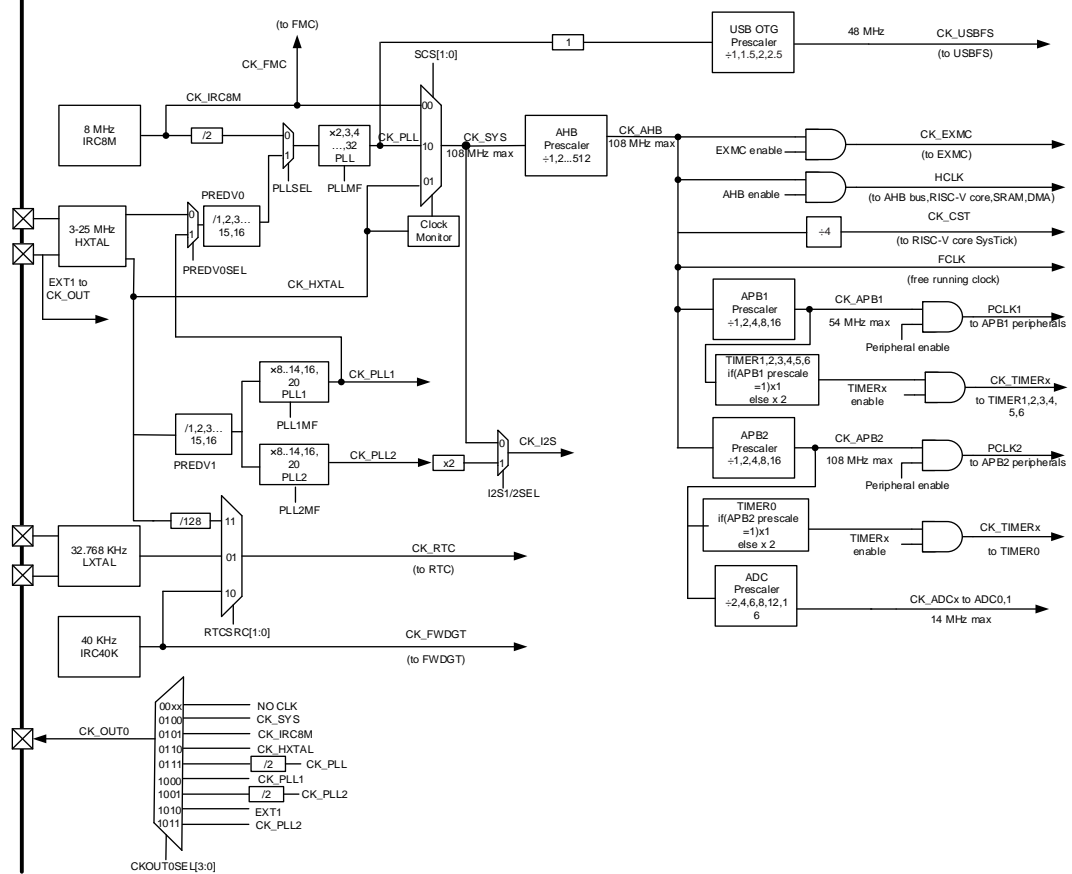 (to FMC)
CK_FMC
SCS[1:0]
1
USB OTG
Prescaler
÷1,1.5,2,2.5
48 MHz
CK_USBFS
(to USBFS)
8 MHz
IRC8M
CK_IRC8M
/2
0
1
PLLSEL
×2,3,4
…,32
PLL
PLLMF
CK_PLL
00
10
01
CK_SYS
108 MHz max
AHB
Prescaler
÷1,2...512
CK_AHB
108 MHz max
EXMC enable
CK_EXMC
(to EXMC)
AHB enable
HCLK
(to AHB bus,RISC-V core,SRAM,DMA)
÷4
CK_CST
(to RISC-V core SysTick)
FCLK
(free running clock)
3-25 MHz
HXTAL
PREDV0
0
1
/1,2,3…
15,16
PREDV0SEL
Clock
Monitor
EXT1 to
CK_OUT
CK_HXTAL
APB1
Prescaler
÷1,2,4,8,16
CK_APB1
54 MHz max
Peripheral enable
PCLK1
to APB1 peripherals
TIMER1,2,3,4,5,6
if(APB1 prescale
=1)x1
else x 2
TIMERx
enable
CK_TIMERx
to TIMER1,2,3,4,
5,6
×8..14,16,
20
PLL1
PLL1MF
CK_PLL1
/1,2,3…
15,16
PREDV1
×8..14,16,
20
PLL2
PLL2MF
CK_PLL2
x2
0
1
CK_I2S
I2S1/2SEL
APB2
Prescaler
÷1,2,4,8,16
CK_APB2
108 MHz max
Peripheral enable
PCLK2
to APB2 peripherals
TIMER0
if(APB2 prescale
=1)x1
else x 2
TIMERx
enable
CK_TIMERx
to TIMER0
ADC
Prescaler
÷2,4,6,8,12,1
6
CK_ADCx to ADC0,1
14 MHz max
/128
11
01
10
32.768 KHz
LXTAL
CK_RTC
(to RTC)
RTCSRC[1:0]
40 KHz
IRC40K
CK_FWDGT
(to FWDGT)
CK_OUT0
00xx
NO CLK
0100
CK_SYS
0101
CK_IRC8M
0110
CK_HXTAL
0111
/2
CK_PLL
1000
CK_PLL1
1001
/2
CK_PLL2
1010
EXT1
1011
CK_PLL2
CKOUT0SEL[3:0]